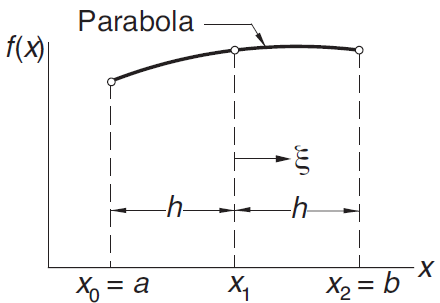 Parabola
f(x)
ξ
h h
x₀ = a x₁ x₂ = b x